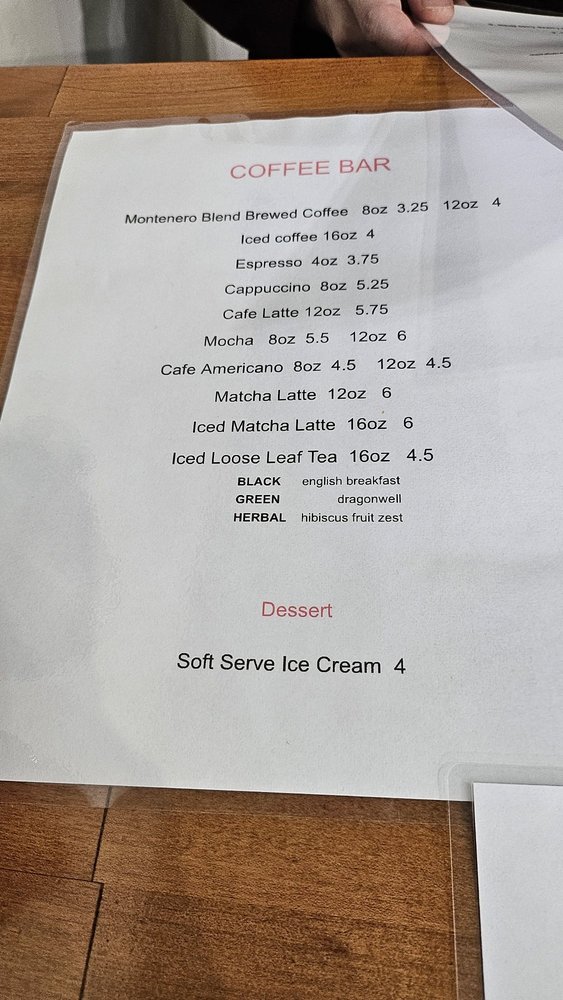 COFFEE BAR
Montenero Blend Brewed Coffee 8oz 3.25 12oz 4
Iced coffee 16oz 4
Espresso 4oz 3.75
Cappuccino 8oz 5.25
Cafe Latte 12oz 5.75
Mocha 8oz 5.5 12oz 6
Cafe Americano 8oz 4.5 12oz 4.5
Matcha Latte 12oz 6
Iced Matcha Latte 16oz 6
Iced Loose Leaf Tea 16oz 4.5
BLACK english breakfast
GREEN dragonwell
HERBAL hibiscus fruit zest
Dessert
Soft Serve Ice Cream 4